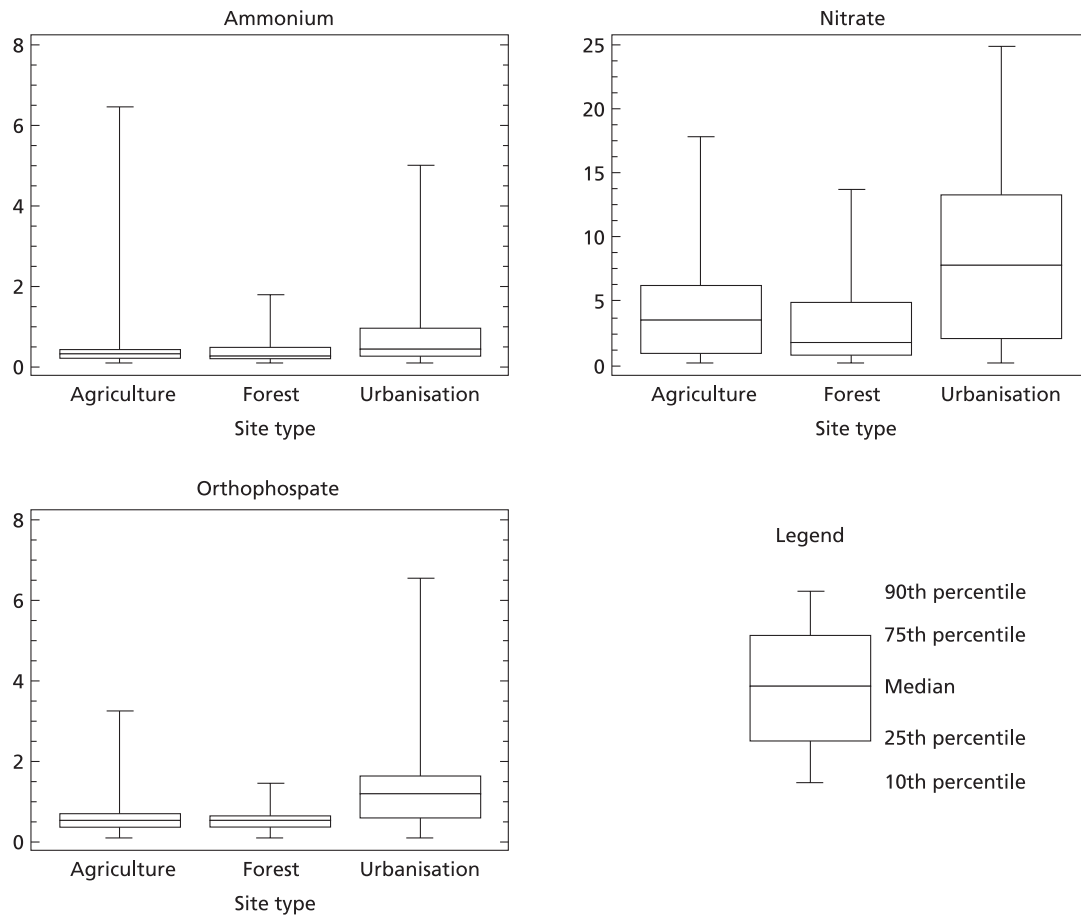 Ammonium
8
6
4
2
0
Agriculture Forest Urbanisation
Site type
Nitrate
25
20
15
10
5
0
Agriculture Forest Urbanisation
Site type
Orthophospate
8
6
4
2
0
Agriculture Forest Urbanisation
Site type
Legend
90th percentile
75th percentile
Median
25th percentile
10th percentile